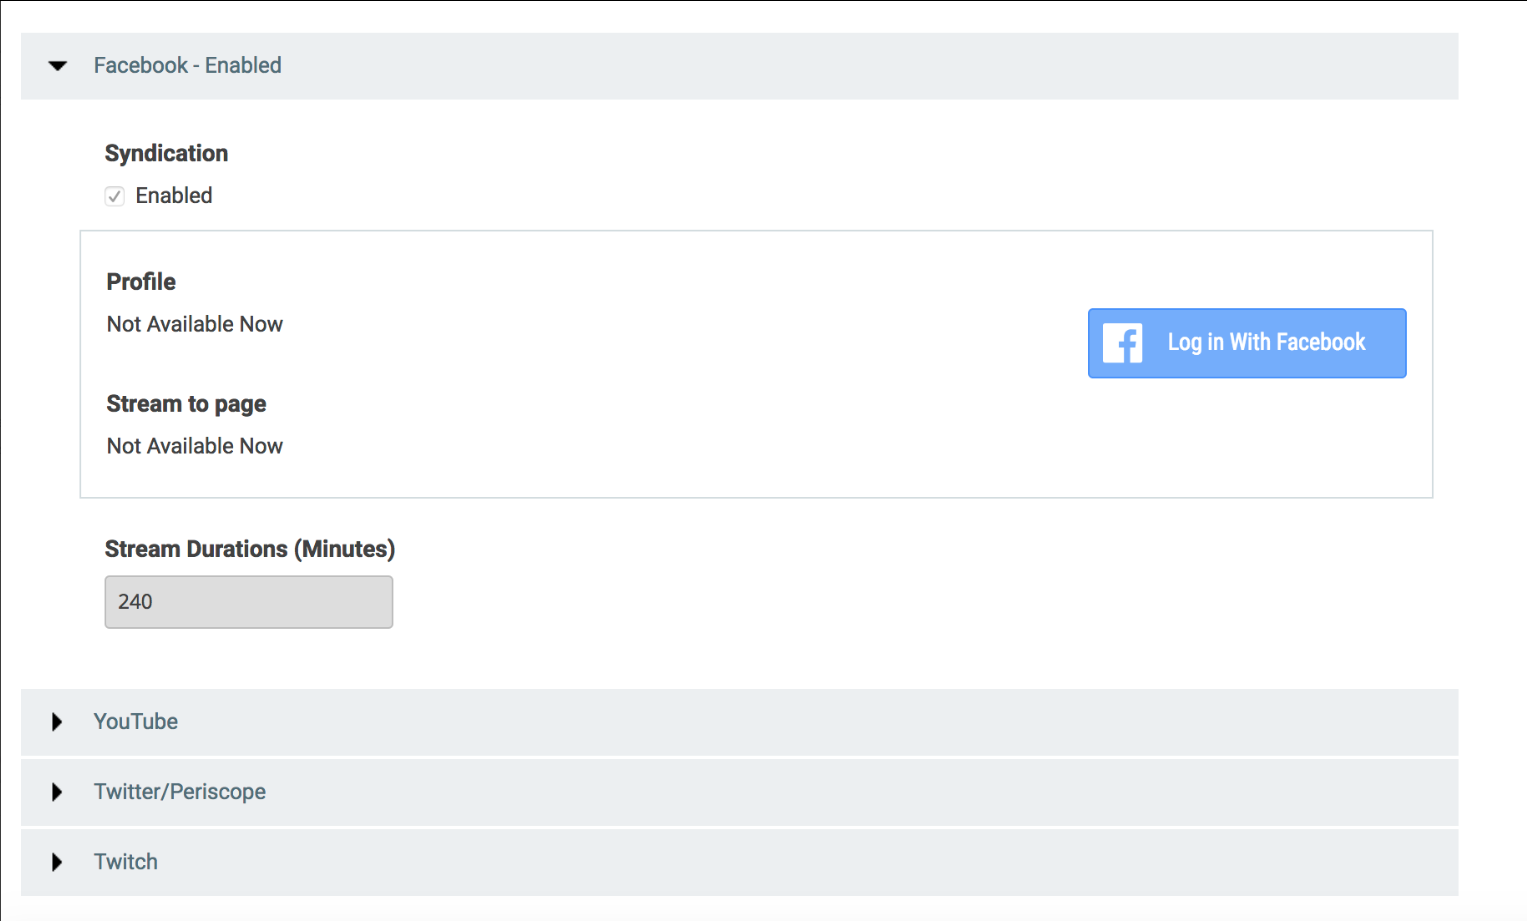 Facebook - Enabled
Syndication
Enabled
Profile
Not Available Now
Log in With Facebook
Stream to page
Not Available Now
Stream Durations (Minutes)
240
YouTube
Twitter/Periscope
Twitch